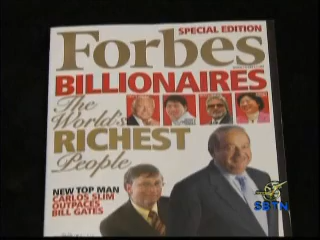 SPECIAL EDITION
Forbes
BILLIONAIRES
The
World's
RICHEST
People
NEW TOP MAN
CARLOS SLIM
OUTPACES
BILL GATES
SBTN